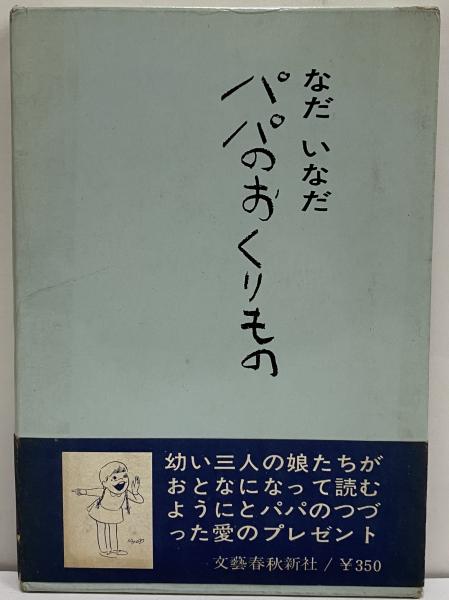 なだ いなだ
パパのおくりもの
幼い三人の娘たちが
おとなになって読む
ようにとパパのつづ
った愛のプレゼント
文藝春秋新社/¥350